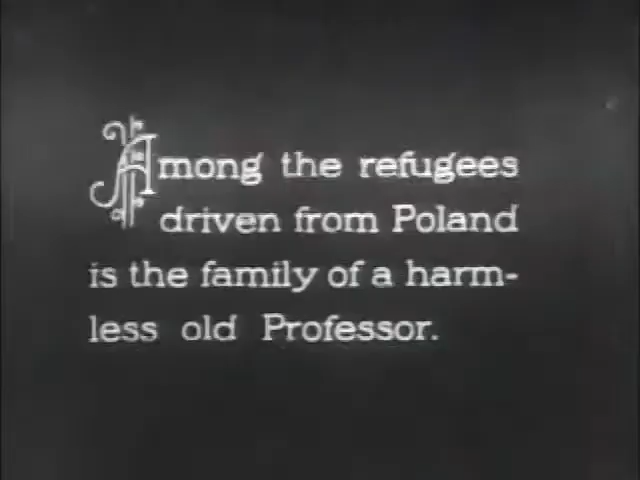 Among the refugees
driven from Poland
is the family of a harm-
less old Professor.